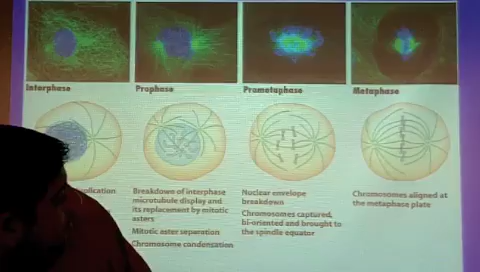 Interphase
Prophase
Prometaphase
Metaphase
Breakdown of interphase
microtubule display and
its replacement by mitotic
asters
Mitotic aster separation
Chromosome condensation
Nuclear envelope
breakdown
Chromosomes captured,
bi-oriented and brought to
the spindle equator
Chromosomes aligned at
the metaphase plate